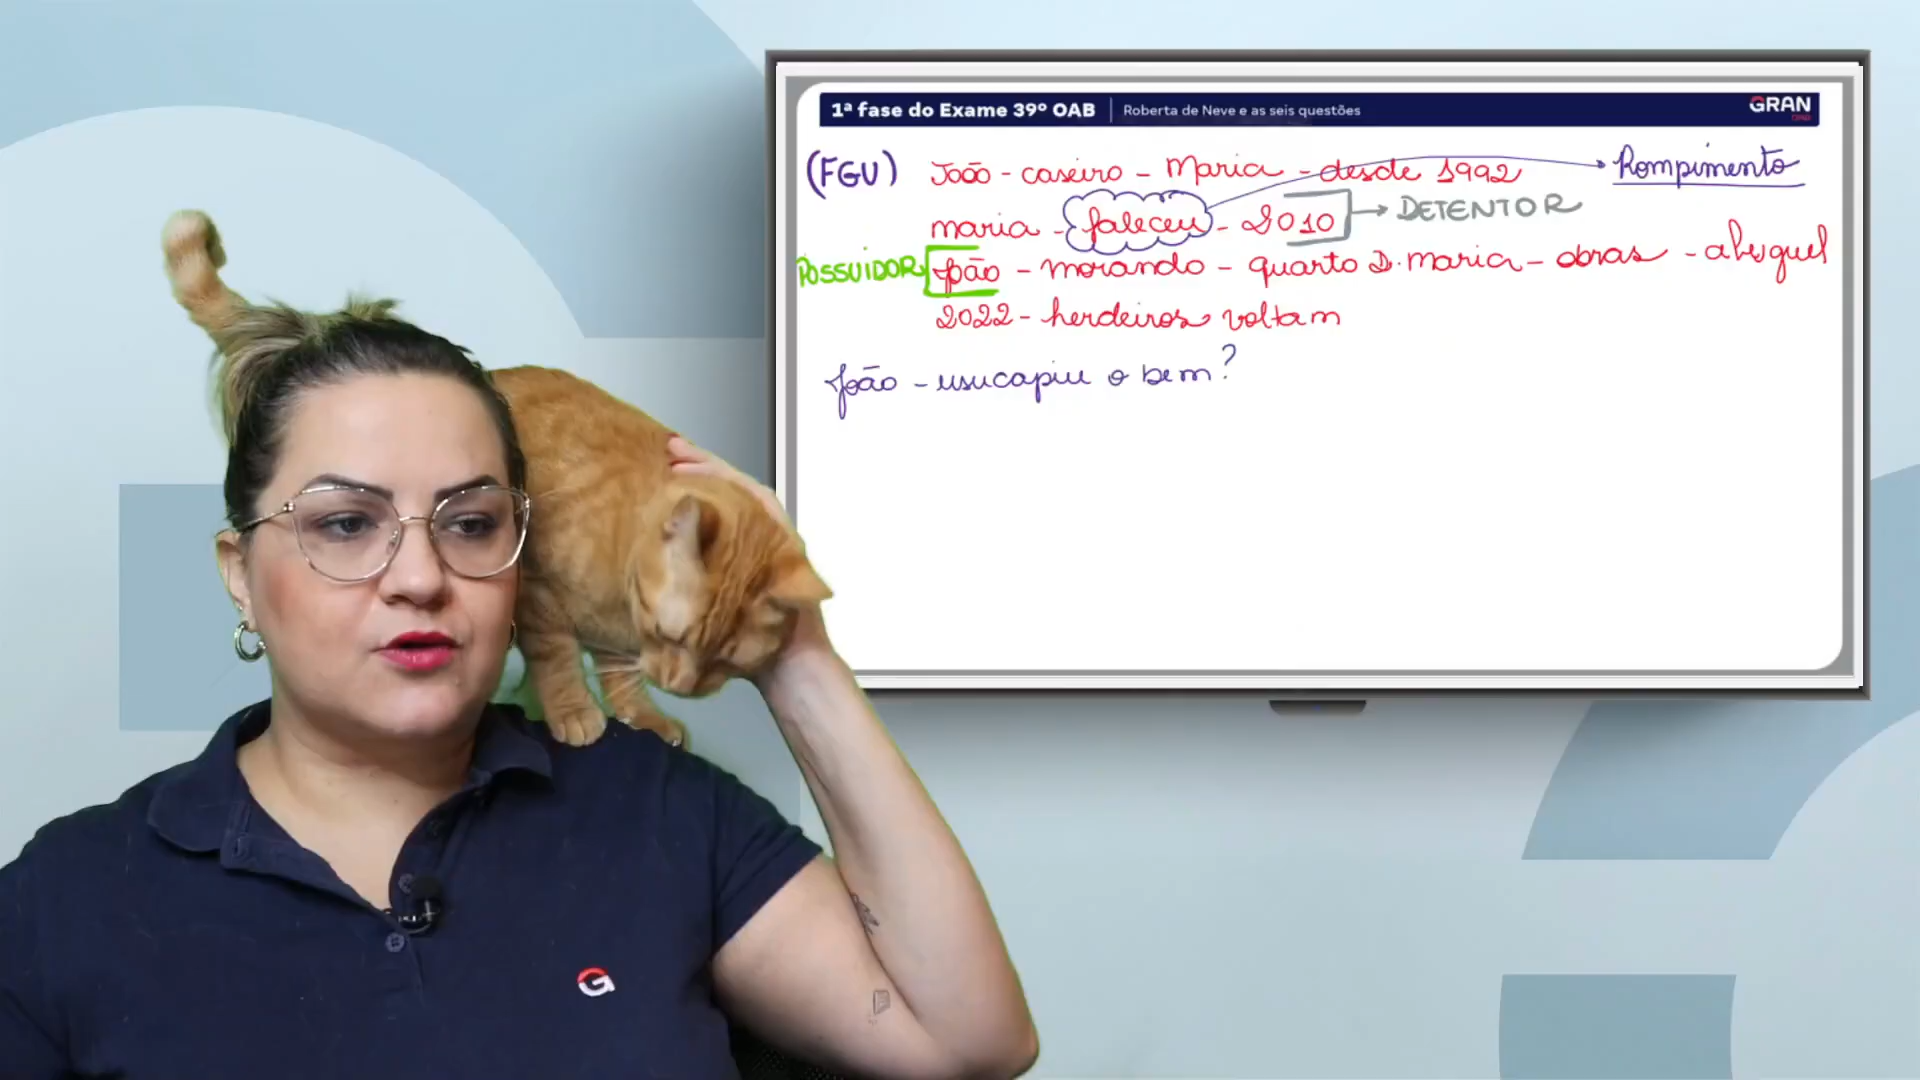 1ª fase do Exame 39º OAB | Roberta de Neve e as seis questões
GRAN
OAB
(FGV) João - caseiro - Maria - desde 1992 → Rompimento
maria - faleceu - 2010 → DETENTOR
POSSUIDOR João - morando - quarto D. Maria - obras - aluguel
2022 - herdeiros voltam
João - usucapiu o bem?
G